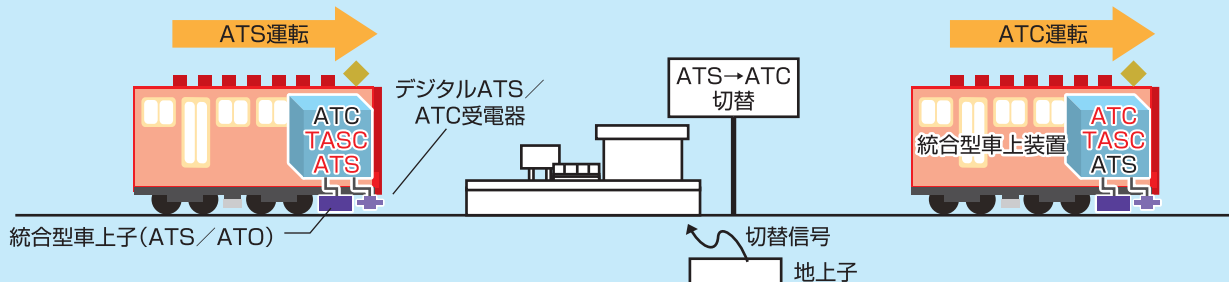 ATS運転
ATC運転
デジタルATS／
ATC受電器
ATS→ATC
切替
ATC
TASC
ATS
統合型車上装置
ATC
TASC
ATS
統合型車上子(ATS／ATO)
切替信号
地上子